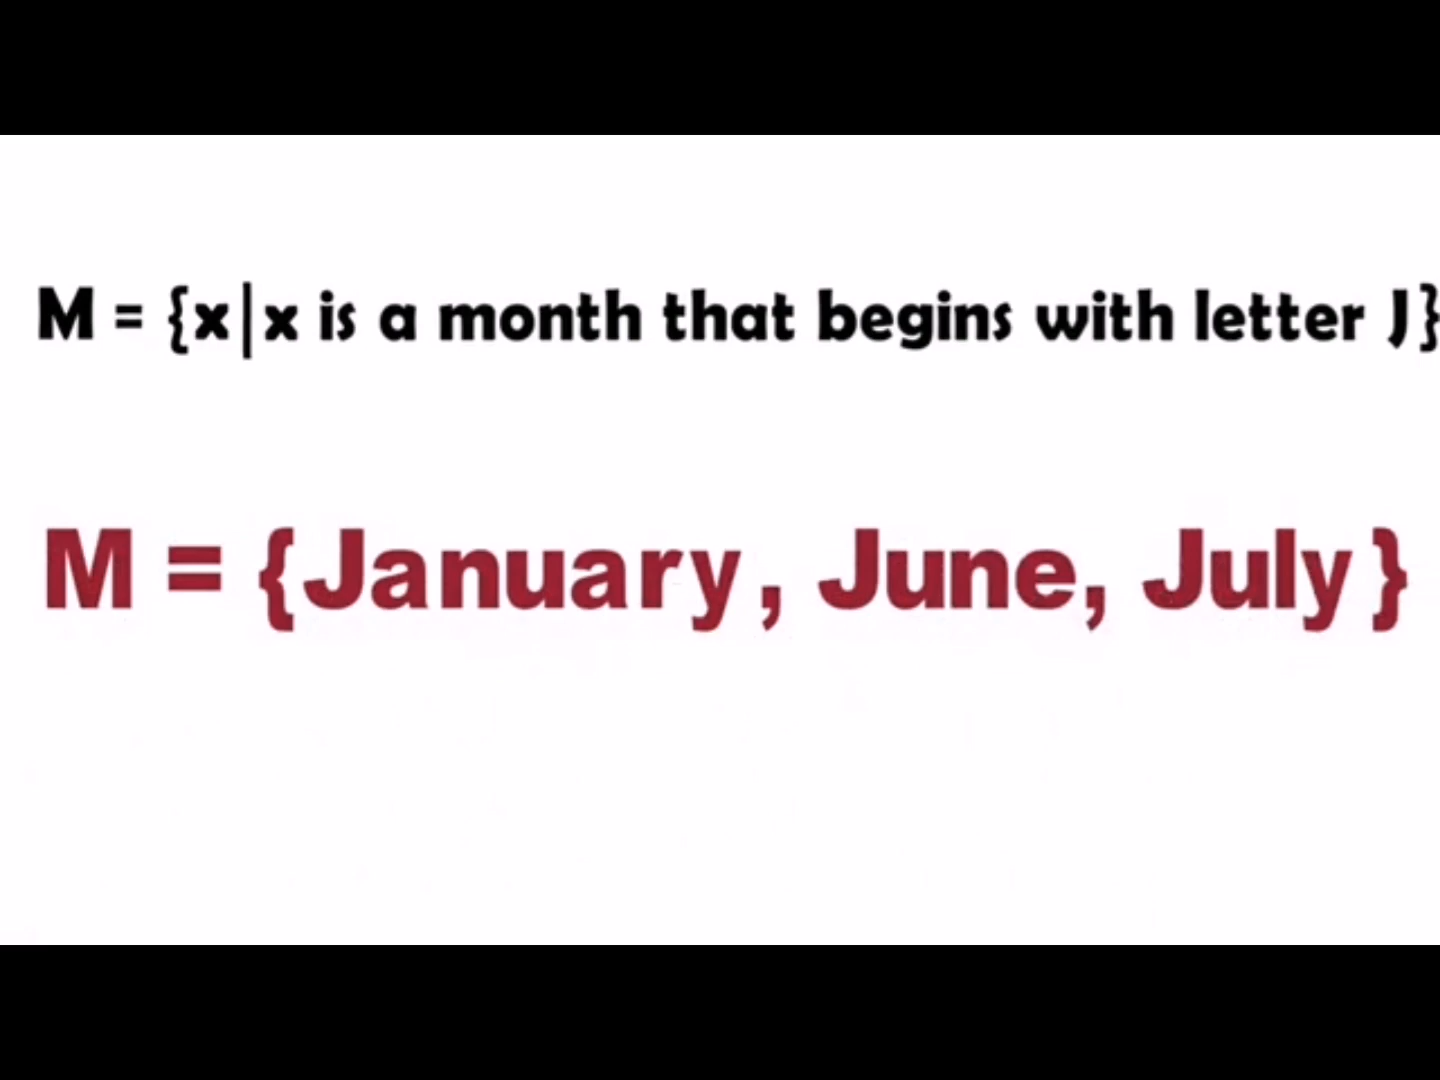 M = {x|x is a month that begins with letter J}
M = {January, June, July}